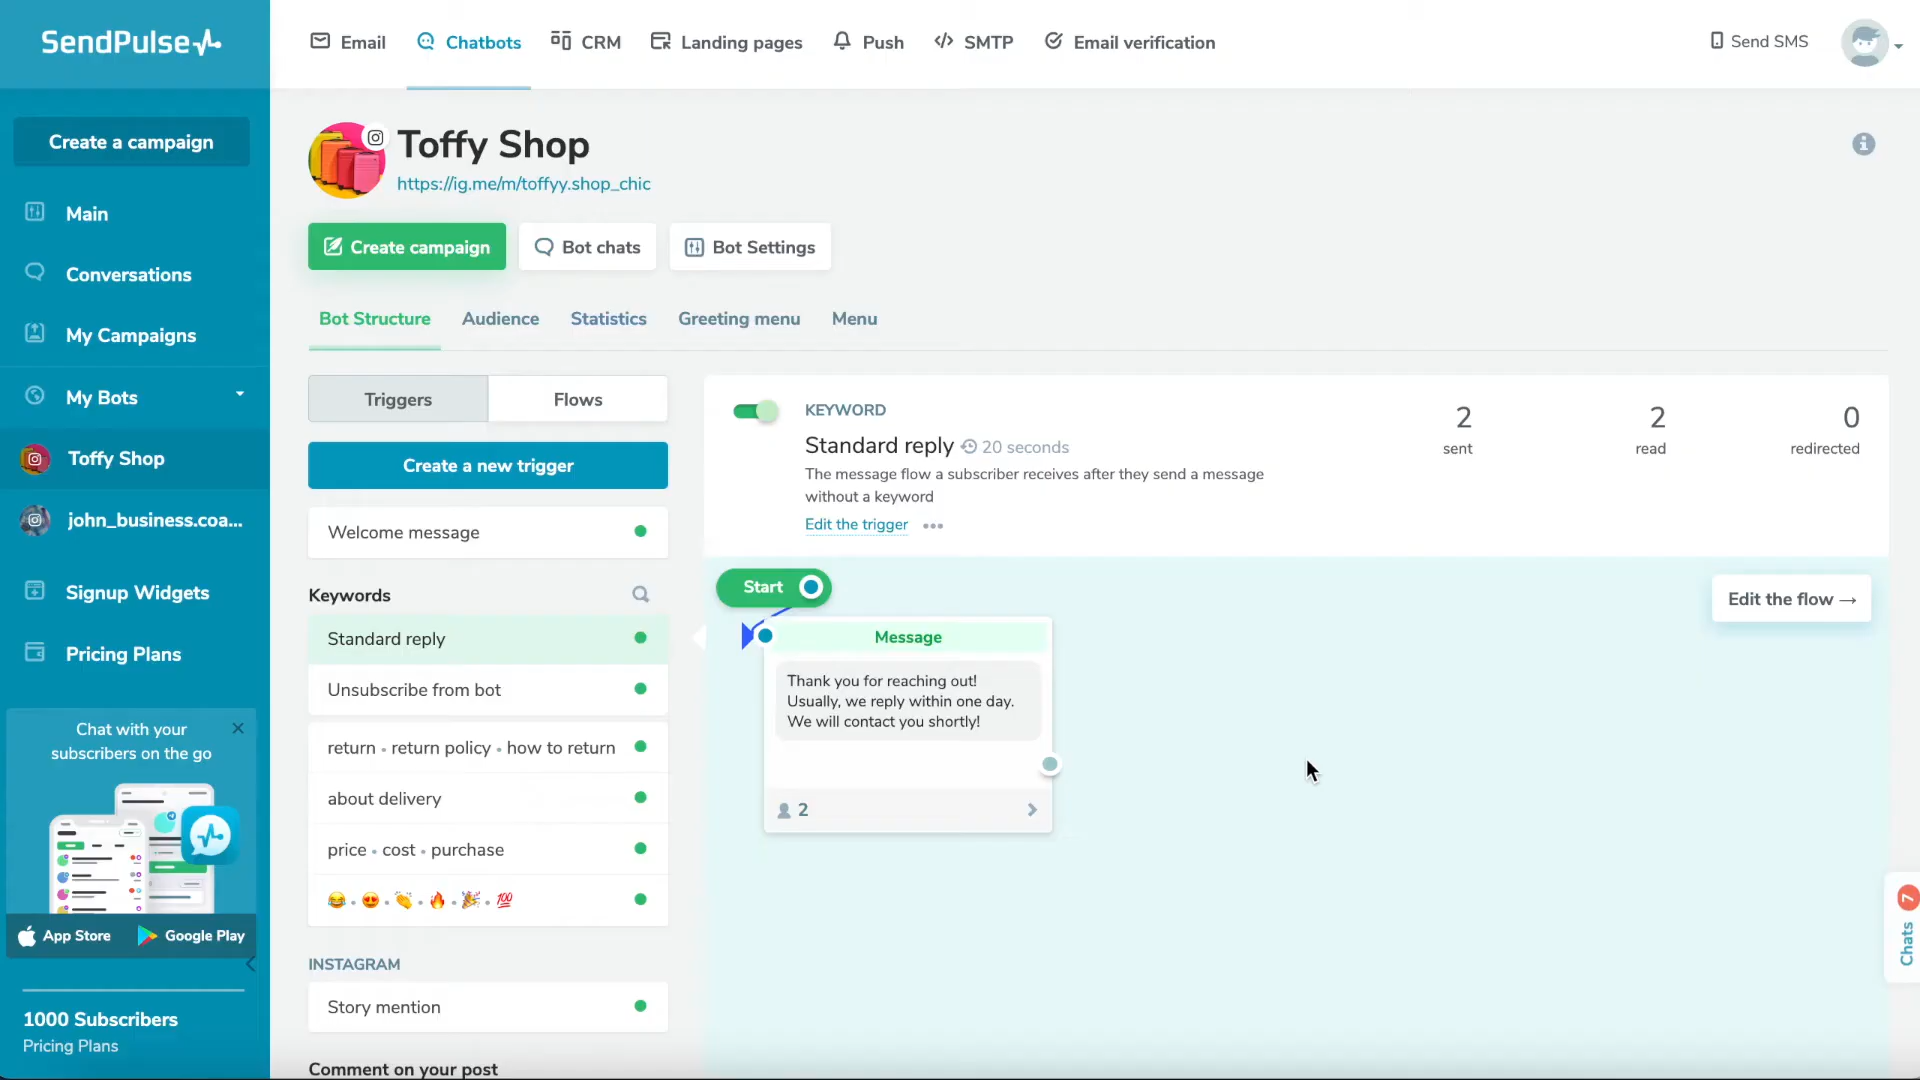 SendPulse
Email
Chatbots
CRM
Landing pages
Push
SMTP
Email verification
Send SMS
Create a campaign
Main
Conversations
My Campaigns
My Bots
Toffy Shop
john_business.coa...
Signup Widgets
Pricing Plans
Chat with your
subscribers on the go
App Store
Google Play
1000 Subscribers
Pricing Plans
Toffy Shop
https://ig.me/m/toffyy.shop_chic
Create campaign
Bot chats
Bot Settings
Bot Structure
Audience
Statistics
Greeting menu
Menu
Triggers
Flows
Create a new trigger
Welcome message
Keywords
Standard reply
Unsubscribe from bot
return • return policy • how to return
about delivery
price • cost • purchase
😂 • 😍 • 👏 • 🔥 • 🎉 • 💯
INSTAGRAM
Story mention
Comment on your post
KEYWORD
Standard reply 20 seconds
The message flow a subscriber receives after they send a message
without a keyword
Edit the trigger •••
2
sent
2
read
0
redirected
Start
Edit the flow →
Message
Thank you for reaching out!
Usually, we reply within one day.
We will contact you shortly!
2
Chats 7